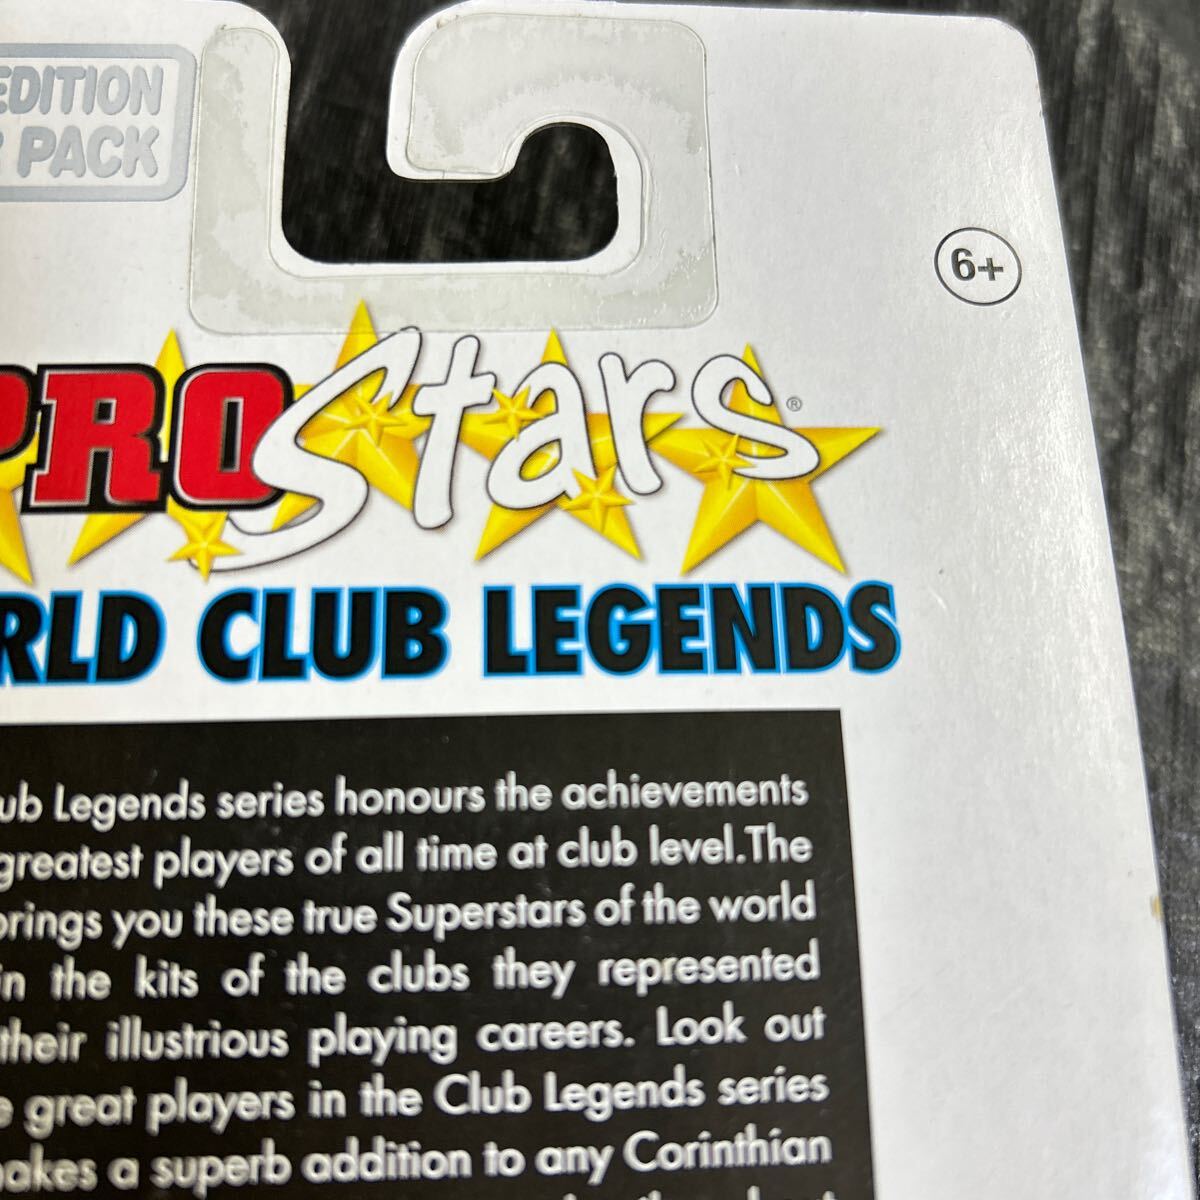 EDITION
PACK
6+
PRO Stars ®
RLD CLUB LEGENDS
ub Legends series honours the achievements
greatest players of all time at club level.The
brings you these true Superstars of the world
in the kits of the clubs they represented
their illustrious playing careers. Look out
e great players in the Club Legends series
makes a superb addition to any Corinthian